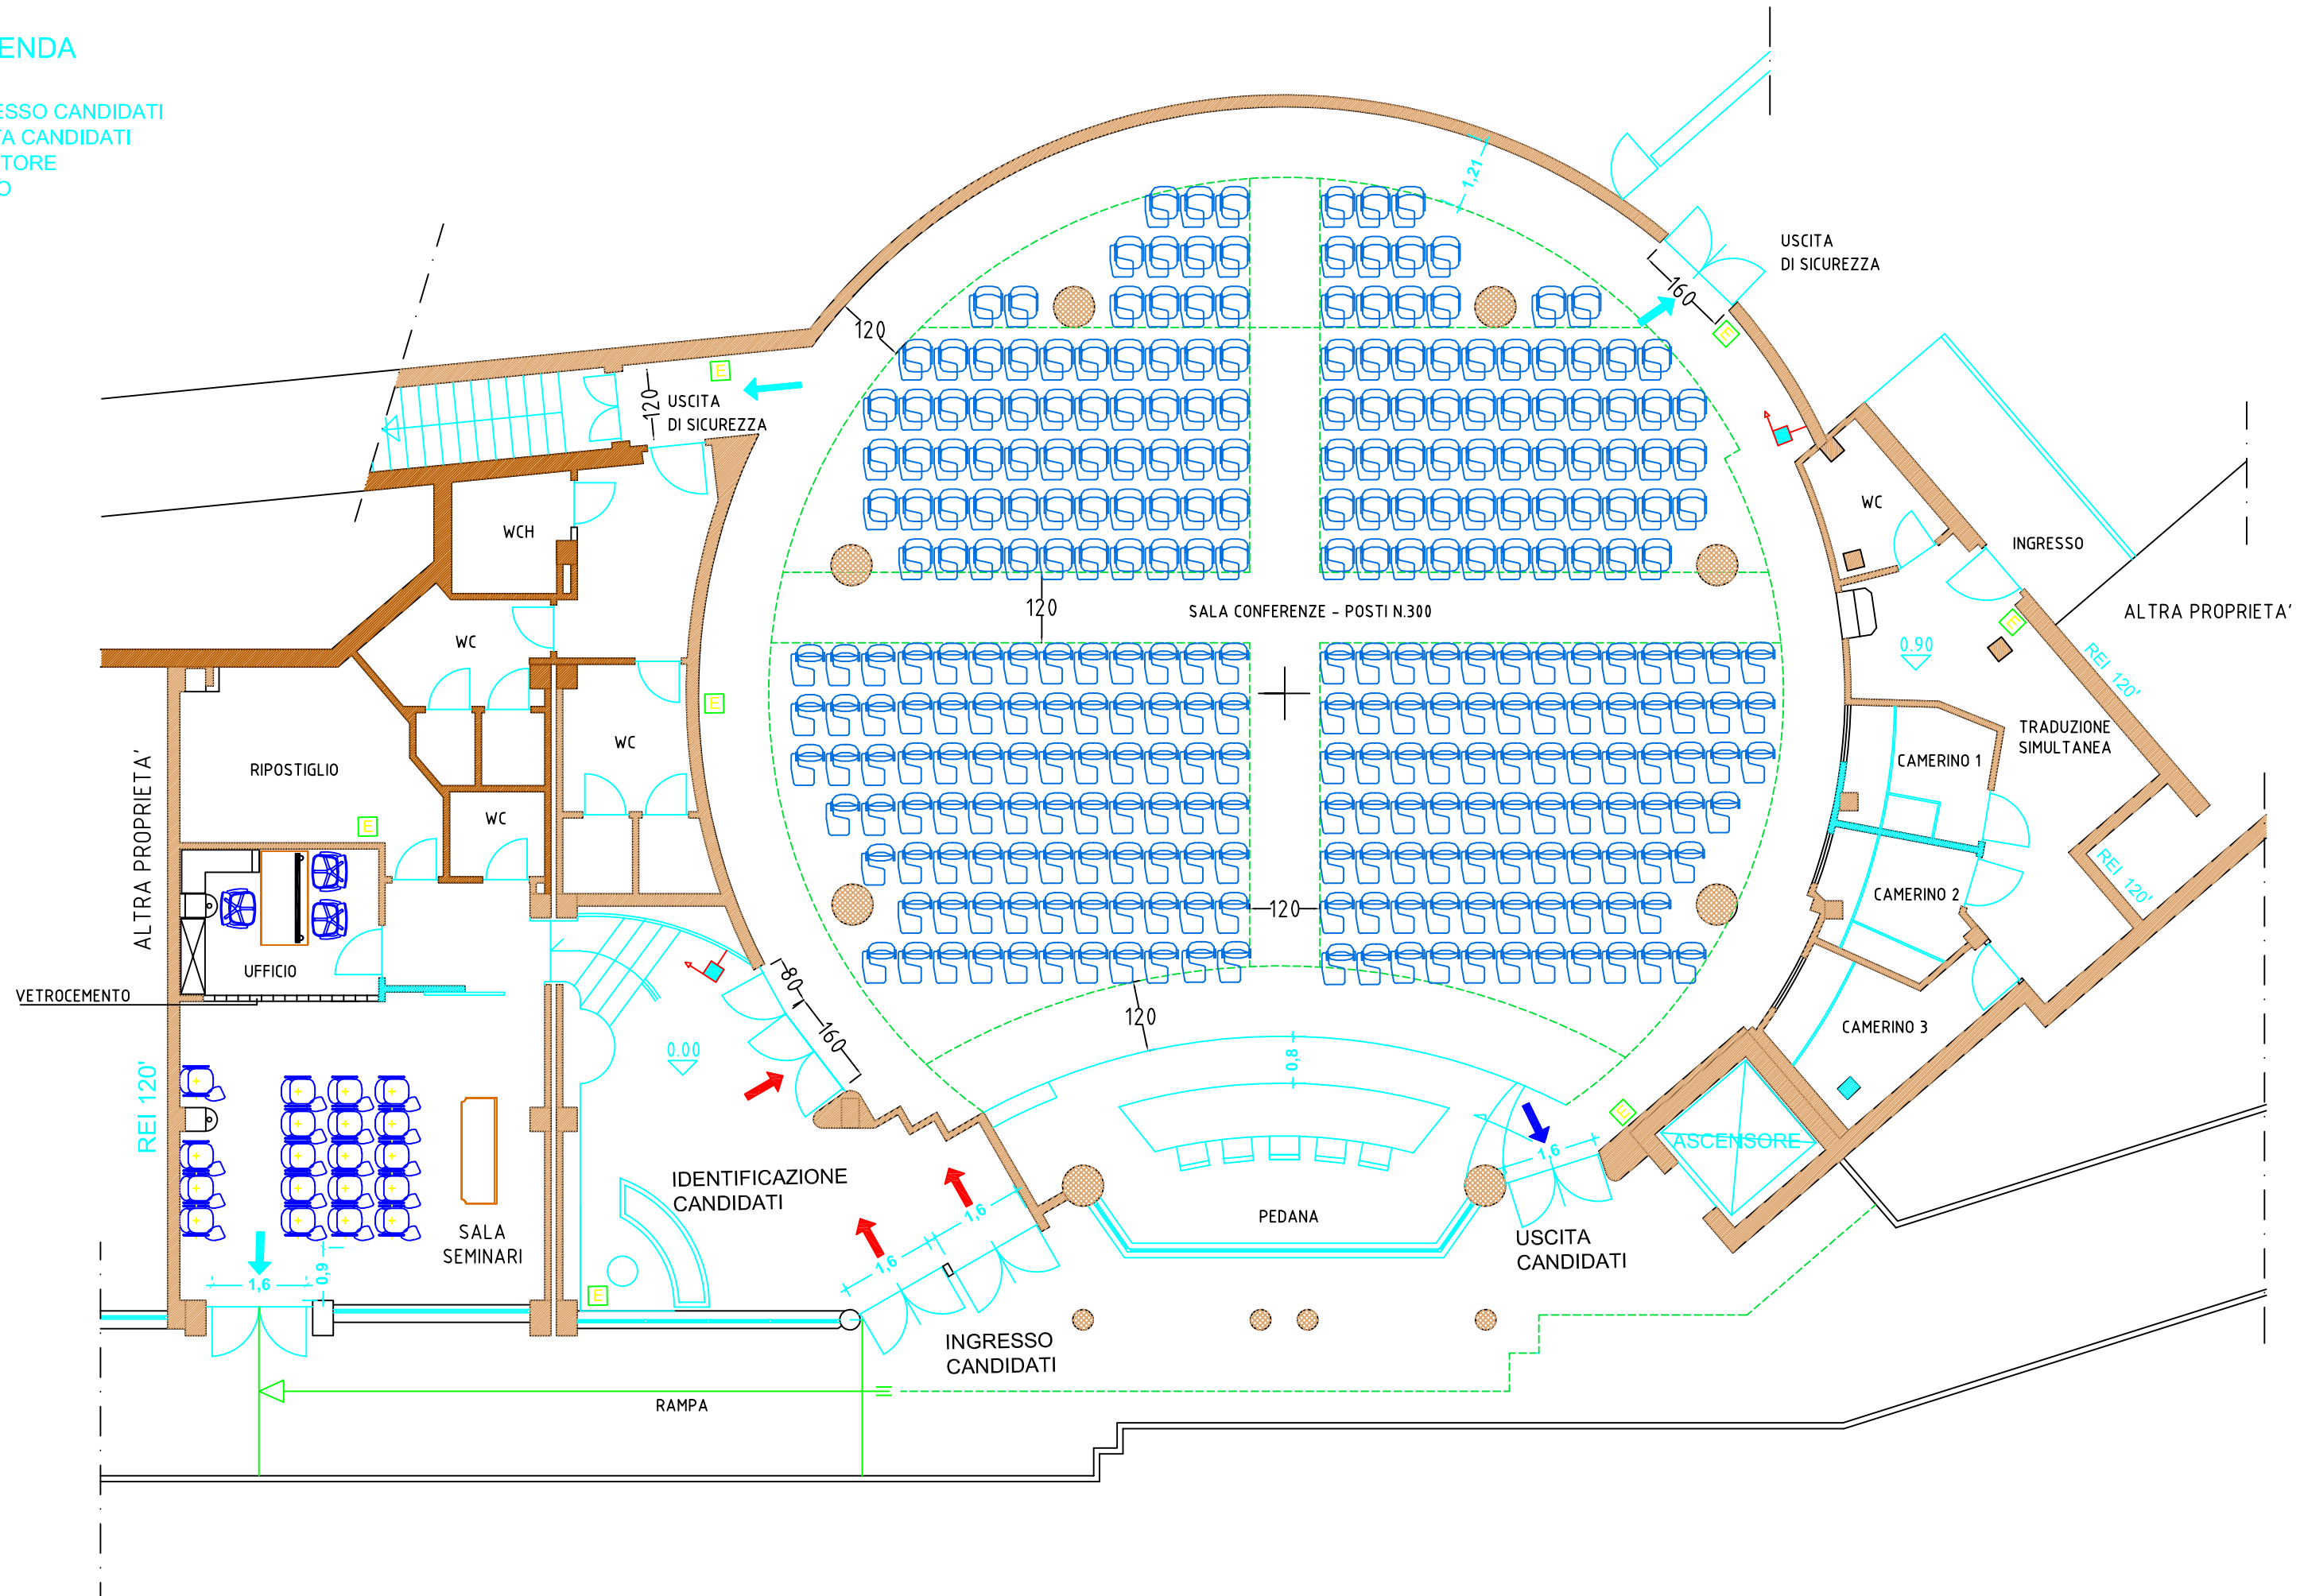 ENDA
ESSO CANDIDATI
TA CANDIDATI
TORE
O
USCITA
DI SICUREZZA
1,21
160
E
120
E
120
USCITA
DI SICUREZZA
WCH
WC
INGRESSO
ALTRA PROPRIETA'
E
120
SALA CONFERENZE - POSTI N.300
WC
0.90
REI 120'
E
WC
TRADUZIONE
SIMULTANEA
CAMERINO 1
RIPOSTIGLIO
ALTRA PROPRIETA'
WC
E
REI 120'
CAMERINO 2
120
UFFICIO
VETROCEMENTO
80
160
120
CAMERINO 3
0.00
0,8
REI 120'
E
ASCENSORE
1,6
IDENTIFICAZIONE
CANDIDATI
1,6
PEDANA
SALA
SEMINARI
USCITA
CANDIDATI
1,6
0,9
1,6
E
INGRESSO
CANDIDATI
RAMPA